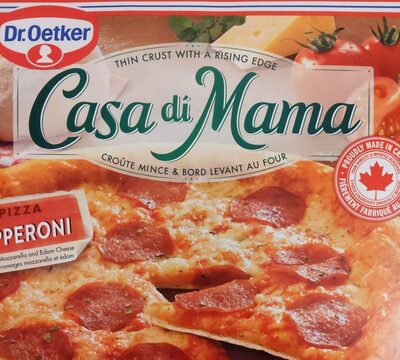 Dr.Oetker
THIN CRUST WITH A RISING EDGE
Casa di Mama
CROÛTE MINCE & BORD LEVANT AU FOUR
PROUDLY MADE IN
FIÈREMENT FABRIQUÉ AU
PIZZA
PPERONI
Mozzarella and Edam Cheese
fromages mozzarella et edam